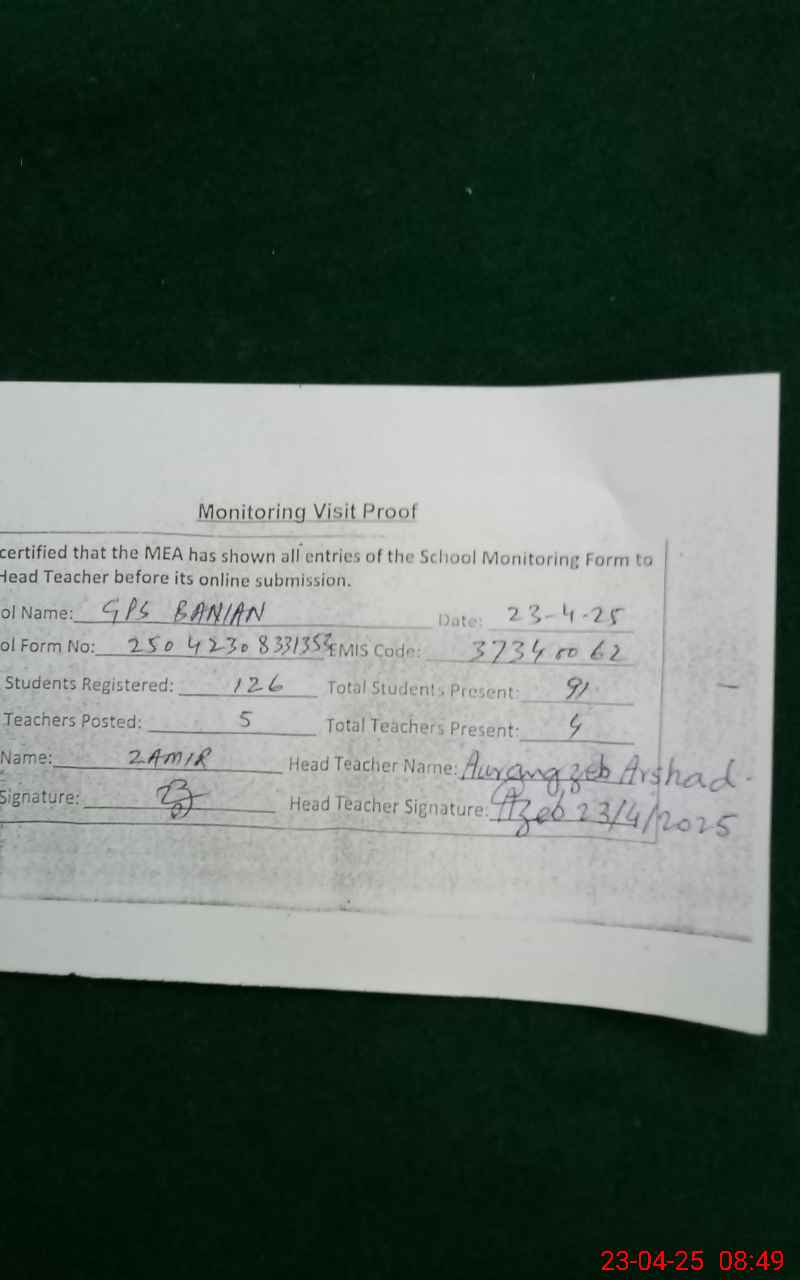 Monitoring Visit Proof
certified that the MEA has shown all entries of the School Monitoring Form to
Head Teacher before its online submission.
ol Name: GPS BANIAN Date: 23-4-25
ol Form No: 25042308331353 EMIS Code: 37340062
Students Registered: 126 Total Students Present: 91
Teachers Posted: 5 Total Teachers Present:
Name: ZAMIR Head Teacher Name: Aurangzeb Arshad.
Signature: Head Teacher Signature: Azeb 23/4/2025
23-04-25 08:49